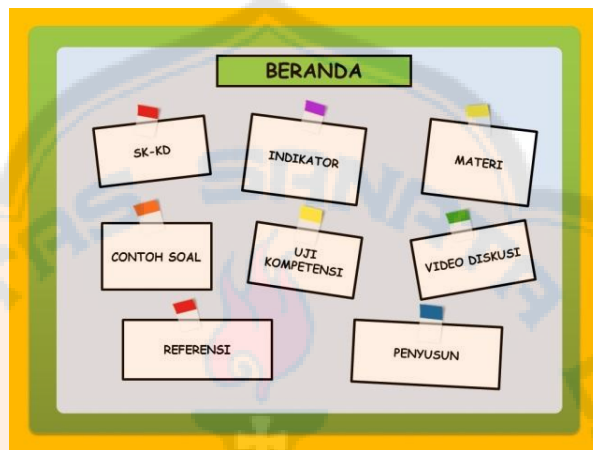 BERANDA
SK-KD
INDIKATOR
MATERI
CONTOH SOAL
UJI
KOMPETENSI
VIDEO DISKUSI
REFERENSI
PENYUSUN